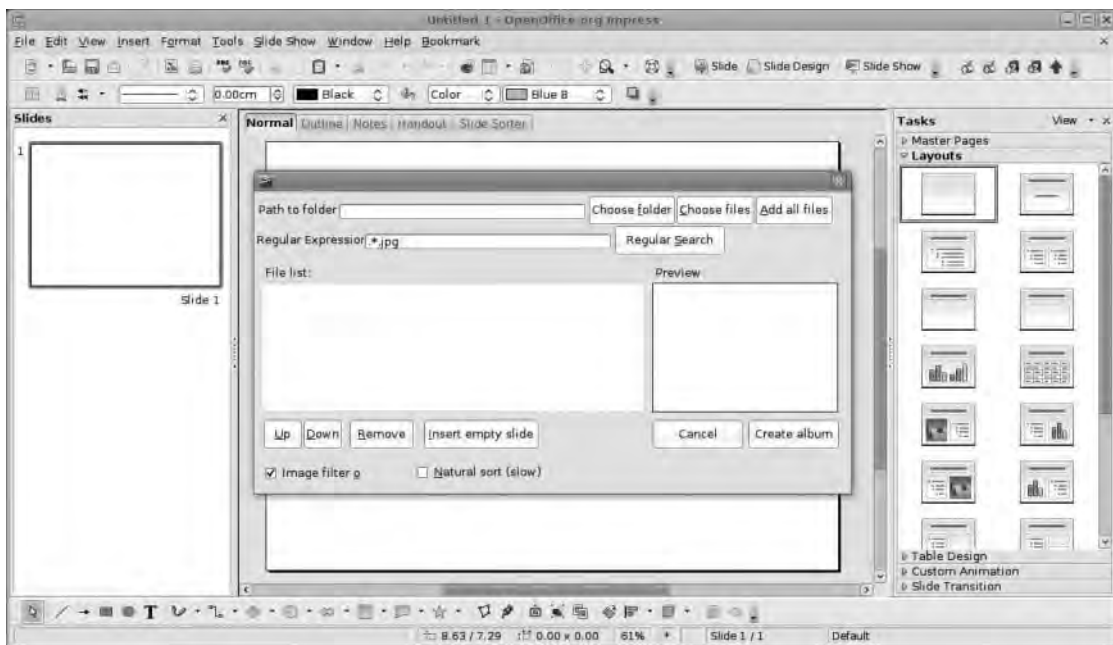 Untitled 1 - OpenOffice.org Impress
File Edit View Insert Format Tools Slide Show Window Help Bookmark
Slide Slide Design Slide Show
0.00cm Black Color Blue 8
Slides
Normal Outline Notes Handout Slide Sorter
Tasks View
1
Master Pages
Layouts
Path to folder Choose folder Choose files Add all files
Regular Expression .*.jpg Regular Search
File list: Preview
Slide 1
Up Down Remove Insert empty slide Cancel Create album
Image filter o Natural sort (slow)
Table Design
Custom Animation
Slide Transition
T
8.63 / 7.29 0.00 x 0.00 61% * Slide 1 / 1 Default